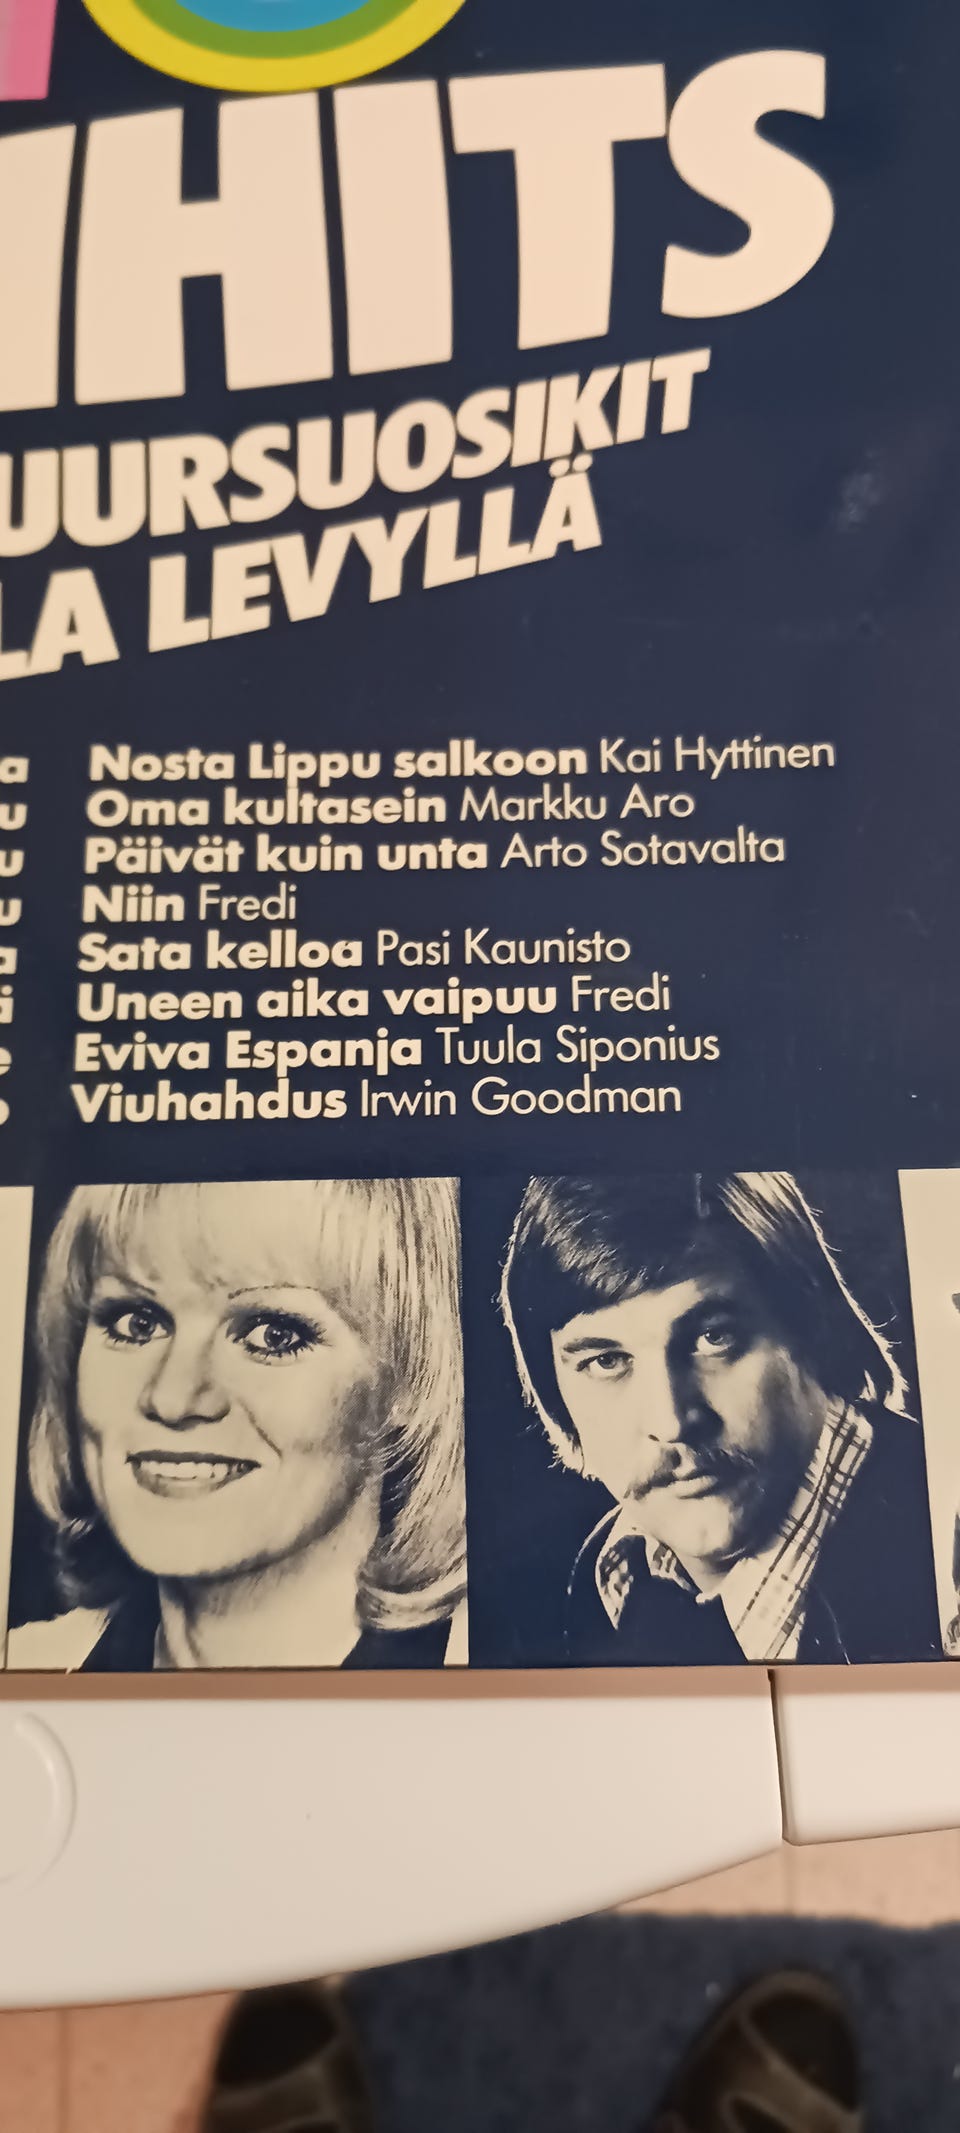 HITS
UURSUOSIKIT
LA LEVYLLÄ
a Nosta Lippu salkoon Kai Hyttinen
u Oma kultasein Markku Aro
u Päivät kuin unta Arto Sotavalta
u Niin Fredi
a Sata kelloa Pasi Kaunisto
i Uneen aika vaipuu Fredi
e Eviva Espanja Tuula Siponius
o Viuhahdus Irwin Goodman